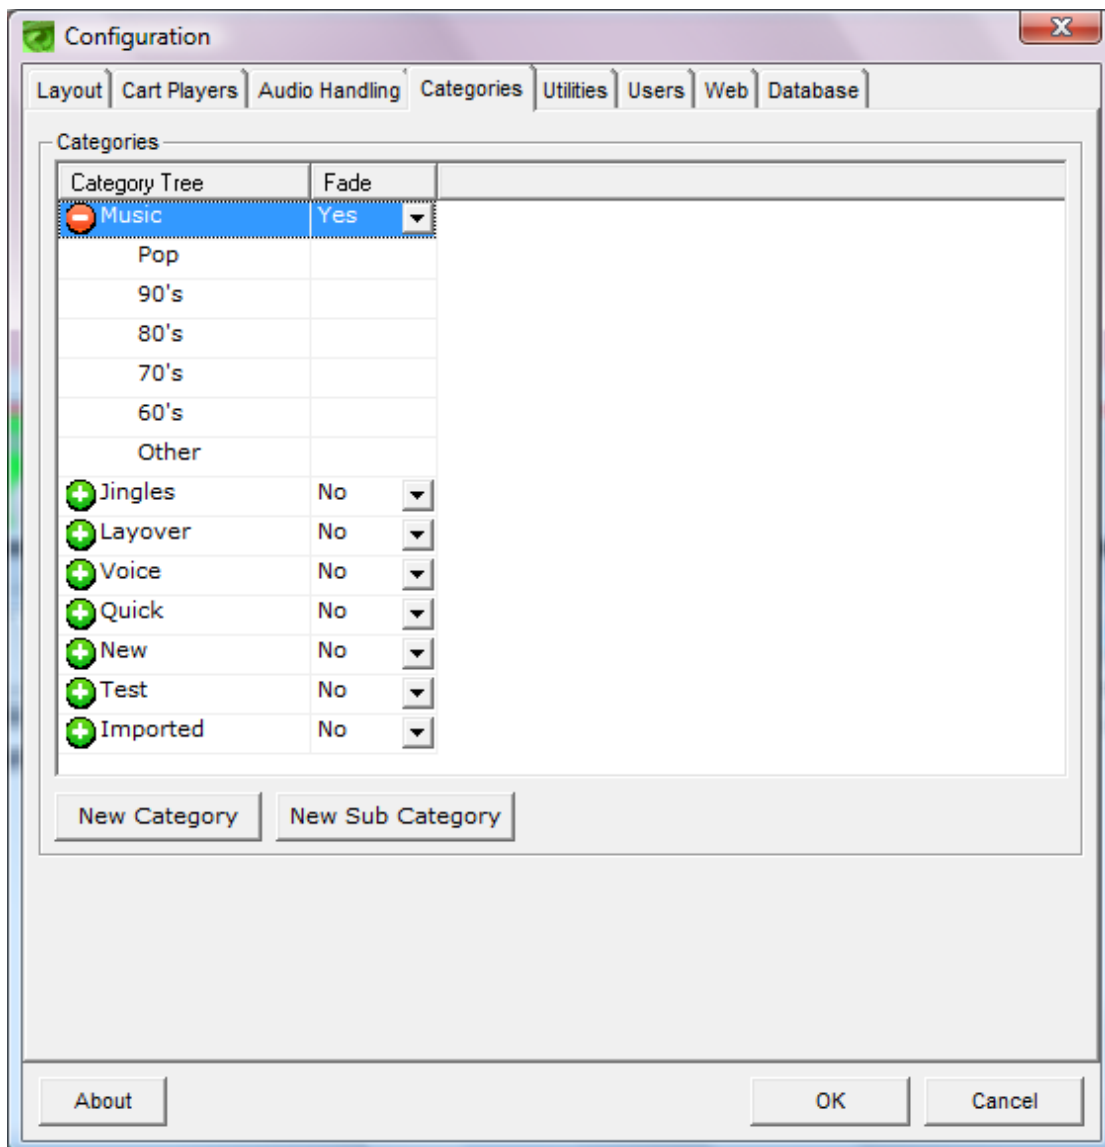 Configuration
Layout Cart Players Audio Handling Categories Utilities Users Web Database
Categories
Category Tree Fade
Music Yes
Pop
90's
80's
70's
60's
Other
Jingles No
Layover No
Voice No
Quick No
New No
Test No
Imported No
New Category New Sub Category
About OK Cancel